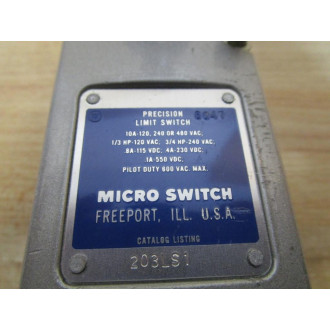 PRECISION
LIMIT SWITCH
10A-120, 240 OR 480 VAC.
1/3 HP-120 VAC. 3/4 HP-240 VAC.
.8A-115 VDC. .4A-230 VDC.
.1A-550 VDC.
PILOT DUTY 600 VAC. MAX.
MICRO SWITCH
FREEPORT, ILL. U.S.A.
CATALOG LISTING
203LS1